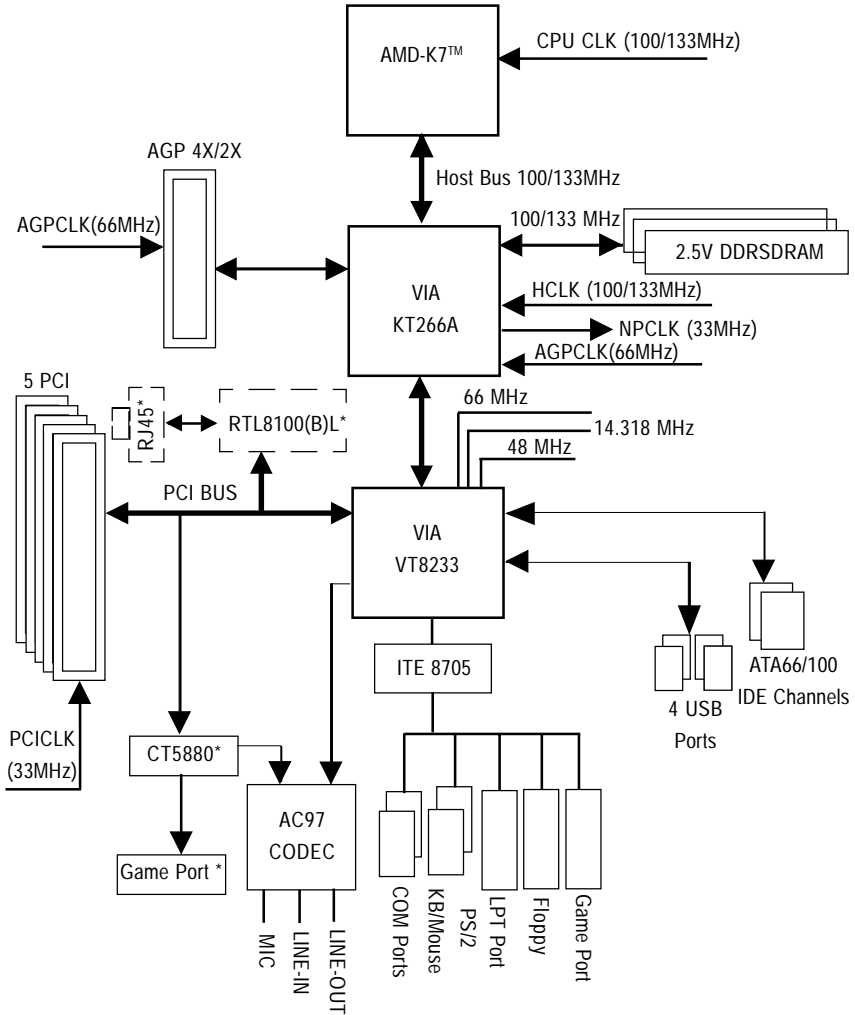 AMD-K7™
CPU CLK (100/133MHz)
AGP 4X/2X
Host Bus 100/133MHz
AGPCLK(66MHz)
100/133 MHz
2.5V DDRSDRAM
VIA
KT266A
HCLK (100/133MHz)
NPCLK (33MHz)
AGPCLK(66MHz)
5 PCI
RJ45*
RTL8100(B)L*
66 MHz
14.318 MHz
48 MHz
PCI BUS
VIA
VT8233
ITE 8705
ATA66/100
IDE Channels
4 USB
Ports
PCICLK
(33MHz)
CT5880*
AC97
CODEC
Game Port *
COM Ports
KB/Mouse
PS/2
LPT Port
Floppy
Game Port
MIC
LINE-IN
LINE-OUT